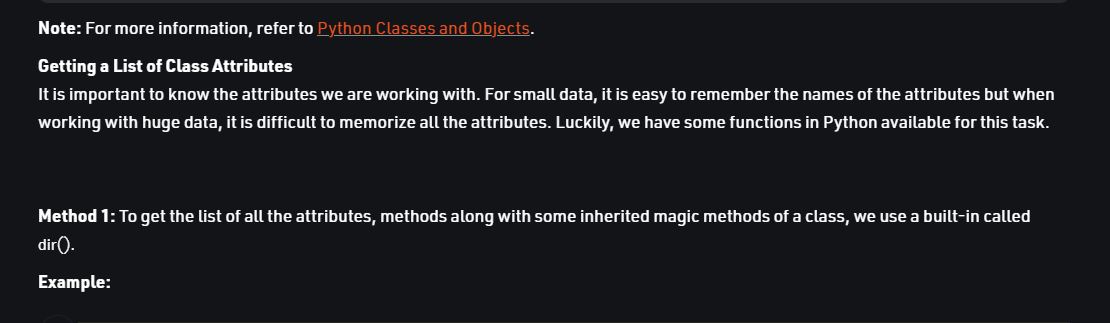 Note: For more information, refer to Python Classes and Objects.
Getting a List of Class Attributes
It is important to know the attributes we are working with. For small data, it is easy to remember the names of the attributes but when
working with huge data, it is difficult to memorize all the attributes. Luckily, we have some functions in Python available for this task.
Method 1: To get the list of all the attributes, methods along with some inherited magic methods of a class, we use a built-in called
dir().
Example: